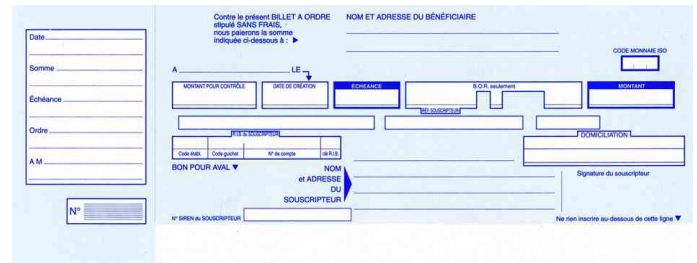 Contre le présent BILLET A ORDRE
stipulé SANS FRAIS,
nous paierons la somme
indiquée ci-dessous à :
NOM ET ADRESSE DU BÉNÉFICIAIRE
Date
Somme
Échéance
Ordre
A M
N°
CODE MONNAIE ISO
A LE
MONTANT POUR CONTRÔLE
DATE DE CRÉATION
ÉCHÉANCE
B.O.R. seulement
MONTANT
RÉF. SOUSCRIPTEUR
R.I.B. du SOUSCRIPTEUR
DOMICILIATION
Code établ. Code guichet N° de compte clé R.I.B.
BON POUR AVAL
NOM
et ADRESSE
DU
SOUSCRIPTEUR
Signature du souscripteur
N° SIREN du SOUSCRIPTEUR
Ne rien inscrire au-dessous de cette ligne